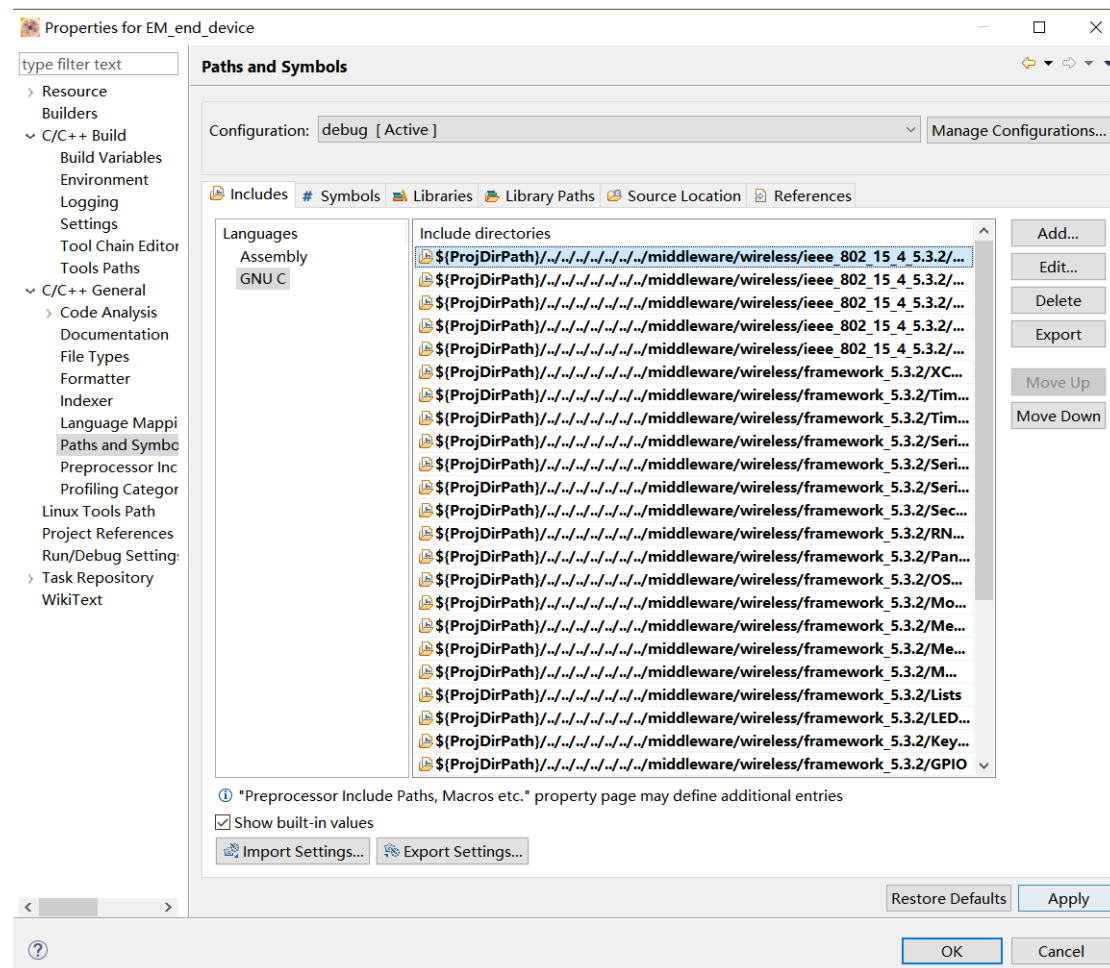 Properties for EM_end_device
type filter text
Resource
Builders
C/C++ Build
Build Variables
Environment
Logging
Settings
Tool Chain Editor
Tools Paths
C/C++ General
Code Analysis
Documentation
File Types
Formatter
Indexer
Language Mappi
Paths and Symbo
Preprocessor Inc
Profiling Categor
Linux Tools Path
Project References
Run/Debug Settings
Task Repository
WikiText
Paths and Symbols
Configuration: debug [ Active ] Manage Configurations...
Includes # Symbols Libraries Library Paths Source Location References
Languages
Assembly
GNU C
Include directories
${ProjDirPath}/../../../../../../middleware/wireless/ieee_802_15_4_5.3.2/...
${ProjDirPath}/../../../../../../middleware/wireless/ieee_802_15_4_5.3.2/...
${ProjDirPath}/../../../../../../middleware/wireless/ieee_802_15_4_5.3.2/...
${ProjDirPath}/../../../../../../middleware/wireless/ieee_802_15_4_5.3.2/...
${ProjDirPath}/../../../../../../middleware/wireless/ieee_802_15_4_5.3.2/...
${ProjDirPath}/../../../../../../middleware/wireless/framework_5.3.2/XC...
${ProjDirPath}/../../../../../../middleware/wireless/framework_5.3.2/Tim...
${ProjDirPath}/../../../../../../middleware/wireless/framework_5.3.2/Tim...
${ProjDirPath}/../../../../../../middleware/wireless/framework_5.3.2/Seri...
${ProjDirPath}/../../../../../../middleware/wireless/framework_5.3.2/Seri...
${ProjDirPath}/../../../../../../middleware/wireless/framework_5.3.2/Seri...
${ProjDirPath}/../../../../../../middleware/wireless/framework_5.3.2/Sec...
${ProjDirPath}/../../../../../../middleware/wireless/framework_5.3.2/RN...
${ProjDirPath}/../../../../../../middleware/wireless/framework_5.3.2/Pan...
${ProjDirPath}/../../../../../../middleware/wireless/framework_5.3.2/OS...
${ProjDirPath}/../../../../../../middleware/wireless/framework_5.3.2/Mo...
${ProjDirPath}/../../../../../../middleware/wireless/framework_5.3.2/Me...
${ProjDirPath}/../../../../../../middleware/wireless/framework_5.3.2/Me...
${ProjDirPath}/../../../../../../middleware/wireless/framework_5.3.2/M...
${ProjDirPath}/../../../../../../middleware/wireless/framework_5.3.2/Lists
${ProjDirPath}/../../../../../../middleware/wireless/framework_5.3.2/LED...
${ProjDirPath}/../../../../../../middleware/wireless/framework_5.3.2/Key...
${ProjDirPath}/../../../../../../middleware/wireless/framework_5.3.2/GPIO
Add...
Edit...
Delete
Export
Move Up
Move Down
"Preprocessor Include Paths, Macros etc." property page may define additional entries
Show built-in values
Import Settings... Export Settings...
Restore Defaults Apply
OK Cancel